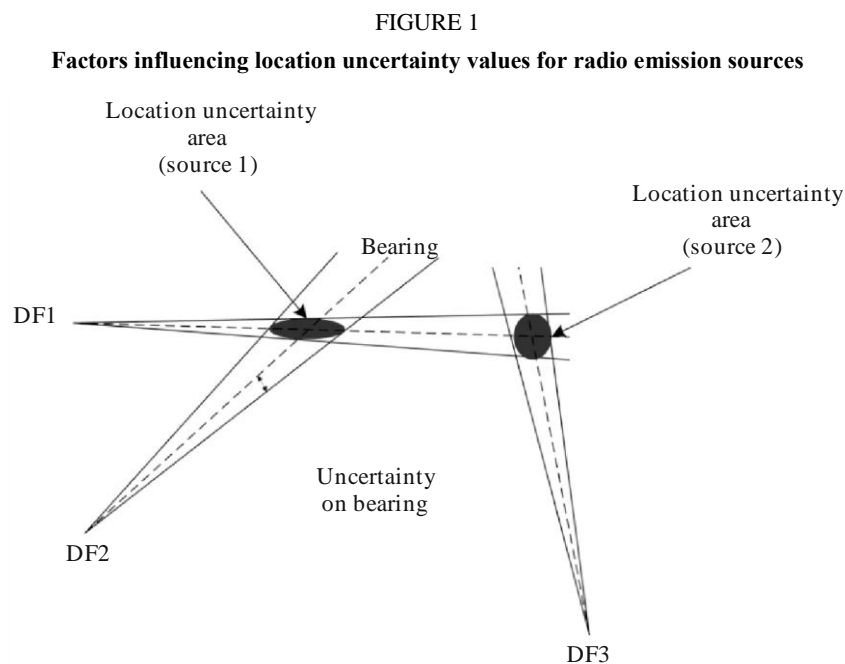 FIGURE 1
Factors influencing location uncertainty values for radio emission sources
Location uncertainty
area
(source 1)
Location uncertainty
area
(source 2)
Bearing
DF1
Uncertainty
on bearing
DF2
DF3